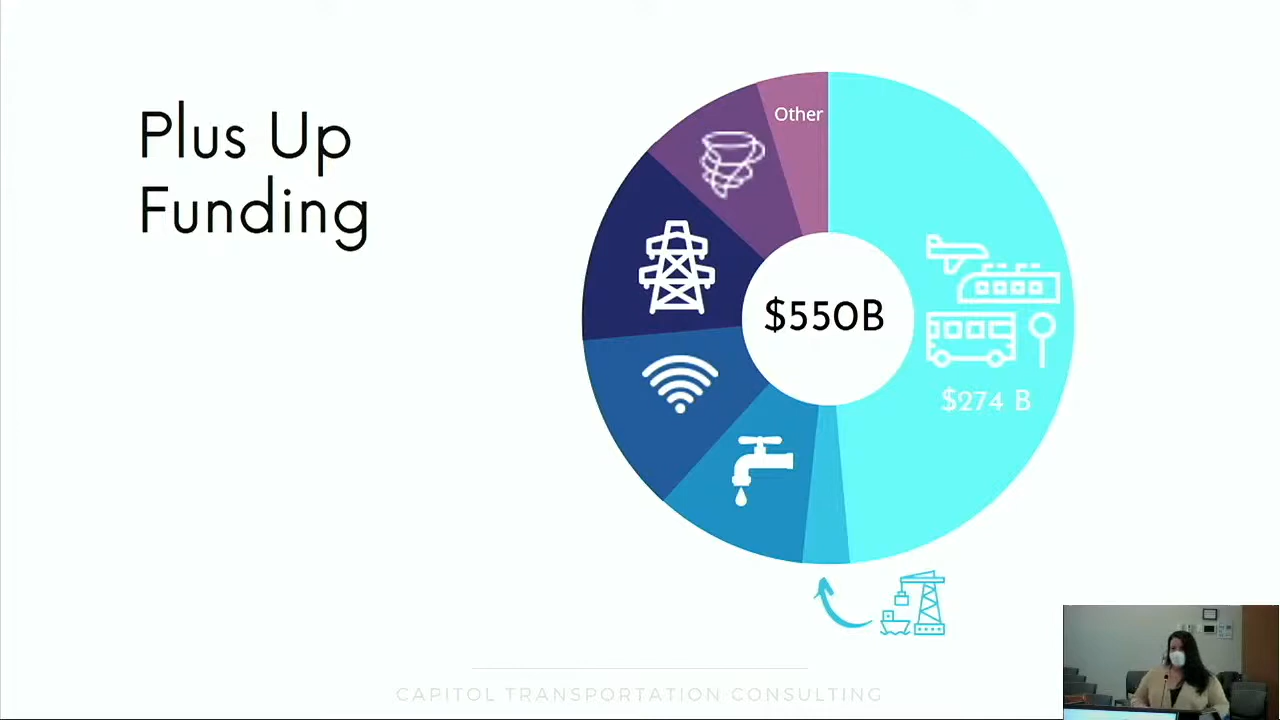 Plus Up
Funding
Other
$550B
$274 B
CAPITOL TRANSPORTATION CONSULTING